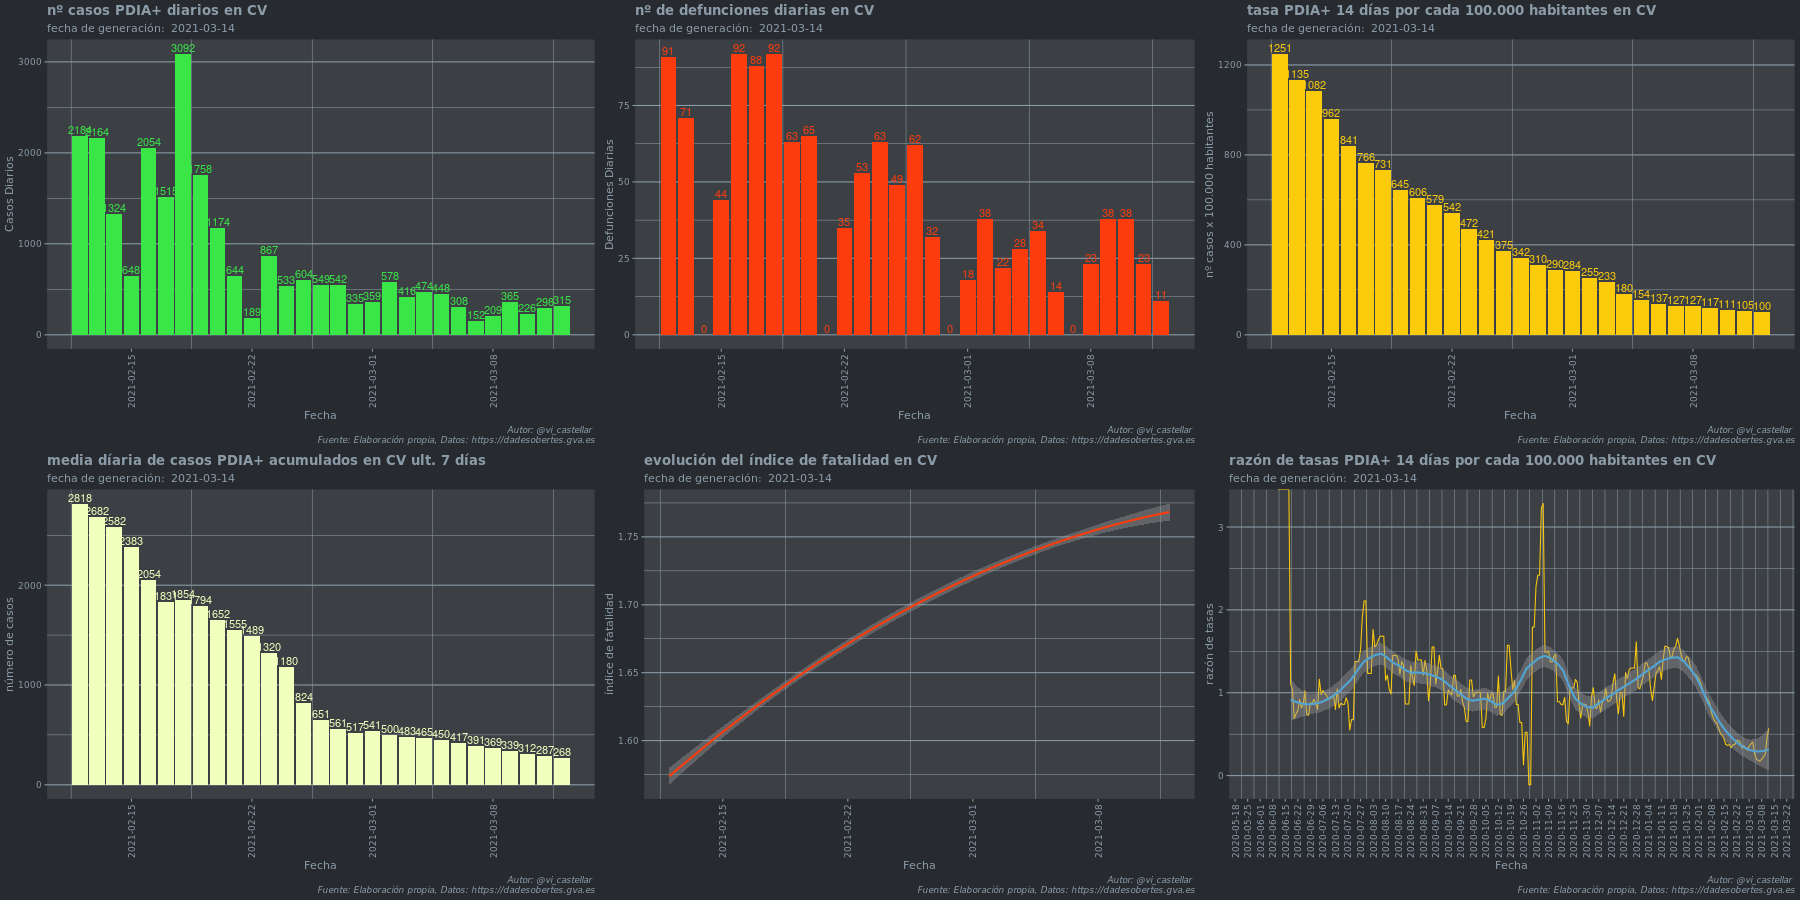 nº casos PDIA+ diarios en CV
fecha de generación: 2021-03-14
Casos Diarios
3000
2000
1000
0
2184 2164 1324 648 2054 1515 3092 1758 1174 644 189 867 533 604 549 542 335 359 578 416 474 448 308 152 209 365 226 298 315
2021-02-15 2021-02-22 2021-03-01 2021-03-08
Fecha
Autor: @vi_castellar
Fuente: Elaboración propia, Datos: https://dadesobertes.gva.es
nº de defunciones diarias en CV
fecha de generación: 2021-03-14
Defunciones Diarias
75
50
25
0
91 71 0 44 92 88 92 63 65 0 35 53 63 49 62 32 0 18 38 22 28 34 14 0 23 38 38 23 11
2021-02-15 2021-02-22 2021-03-01 2021-03-08
Fecha
Autor: @vi_castellar
Fuente: Elaboración propia, Datos: https://dadesobertes.gva.es
tasa PDIA+ 14 días por cada 100.000 habitantes en CV
fecha de generación: 2021-03-14
nº casos x 100.000 habitantes
1200
800
400
0
1251 1135 1082 962 841 766 731 645 606 579 542 472 421 375 342 310 290 284 255 233 180 154 137 127 127 117 111 105 100
2021-02-15 2021-02-22 2021-03-01 2021-03-08
Fecha
Autor: @vi_castellar
Fuente: Elaboración propia, Datos: https://dadesobertes.gva.es
media díaria de casos PDIA+ acumulados en CV ult. 7 días
fecha de generación: 2021-03-14
número de casos
2000
1000
0
2818 2682 2582 2383 2054 1831 1854 1794 1652 1555 1489 1320 1180 824 651 561 517 541 500 483 465 450 417 391 369 339 312 287 268
2021-02-15 2021-02-22 2021-03-01 2021-03-08
Fecha
Autor: @vi_castellar
Fuente: Elaboración propia, Datos: https://dadesobertes.gva.es
evolución del índice de fatalidad en CV
fecha de generación: 2021-03-14
índice de fatalidad
1.75
1.70
1.65
1.60
2021-02-15 2021-02-22 2021-03-01 2021-03-08
Fecha
Autor: @vi_castellar
Fuente: Elaboración propia, Datos: https://dadesobertes.gva.es
razón de tasas PDIA+ 14 días por cada 100.000 habitantes en CV
fecha de generación: 2021-03-14
razón de tasas
3
2
1
0
2020-05-18 2020-05-25 2020-06-01 2020-06-08 2020-06-15 2020-06-22 2020-06-29 2020-07-06 2020-07-13 2020-07-20 2020-07-27 2020-08-03 2020-08-10 2020-08-17 2020-08-24 2020-08-31 2020-09-07 2020-09-14 2020-09-21 2020-09-28 2020-10-05 2020-10-12 2020-10-19 2020-10-26 2020-11-02 2020-11-09 2020-11-16 2020-11-23 2020-11-30 2020-12-07 2020-12-14 2020-12-21 2020-12-28 2021-01-04 2021-01-11 2021-01-18 2021-01-25 2021-02-01 2021-02-08 2021-02-15 2021-02-22 2021-03-01 2021-03-08 2021-03-15 2021-03-22
Fecha
Autor: @vi_castellar
Fuente: Elaboración propia, Datos: https://dadesobertes.gva.es